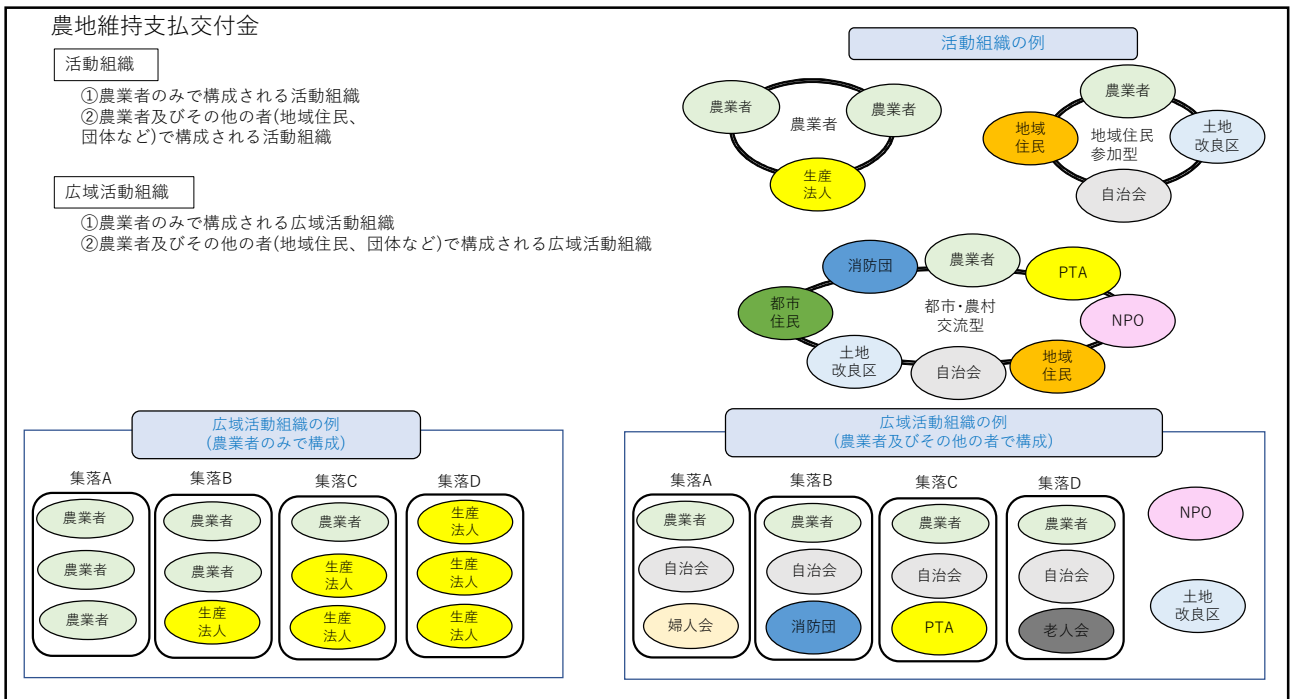 農地維持支払交付金
活動組織
①農業者のみで構成される活動組織
②農業者及びその他の者(地域住民、
団体など)で構成される活動組織
広域活動組織
①農業者のみで構成される広域活動組織
②農業者及びその他の者(地域住民、団体など)で構成される広域活動組織
活動組織の例
農業者
農業者
農業者
生産
法人
農業者
地域
住民
地域住民
参加型
土地
改良区
自治会
消防団
農業者
PTA
都市
住民
都市・農村
交流型
NPO
土地
改良区
自治会
地域
住民
広域活動組織の例
(農業者のみで構成)
集落A
集落B
集落C
集落D
農業者
農業者
農業者
生産
法人
農業者
農業者
生産
法人
生産
法人
農業者
生産
法人
生産
法人
生産
法人
広域活動組織の例
(農業者及びその他の者で構成)
集落A
集落B
集落C
集落D
農業者
農業者
農業者
農業者
NPO
自治会
自治会
自治会
自治会
婦人会
消防団
PTA
老人会
土地
改良区